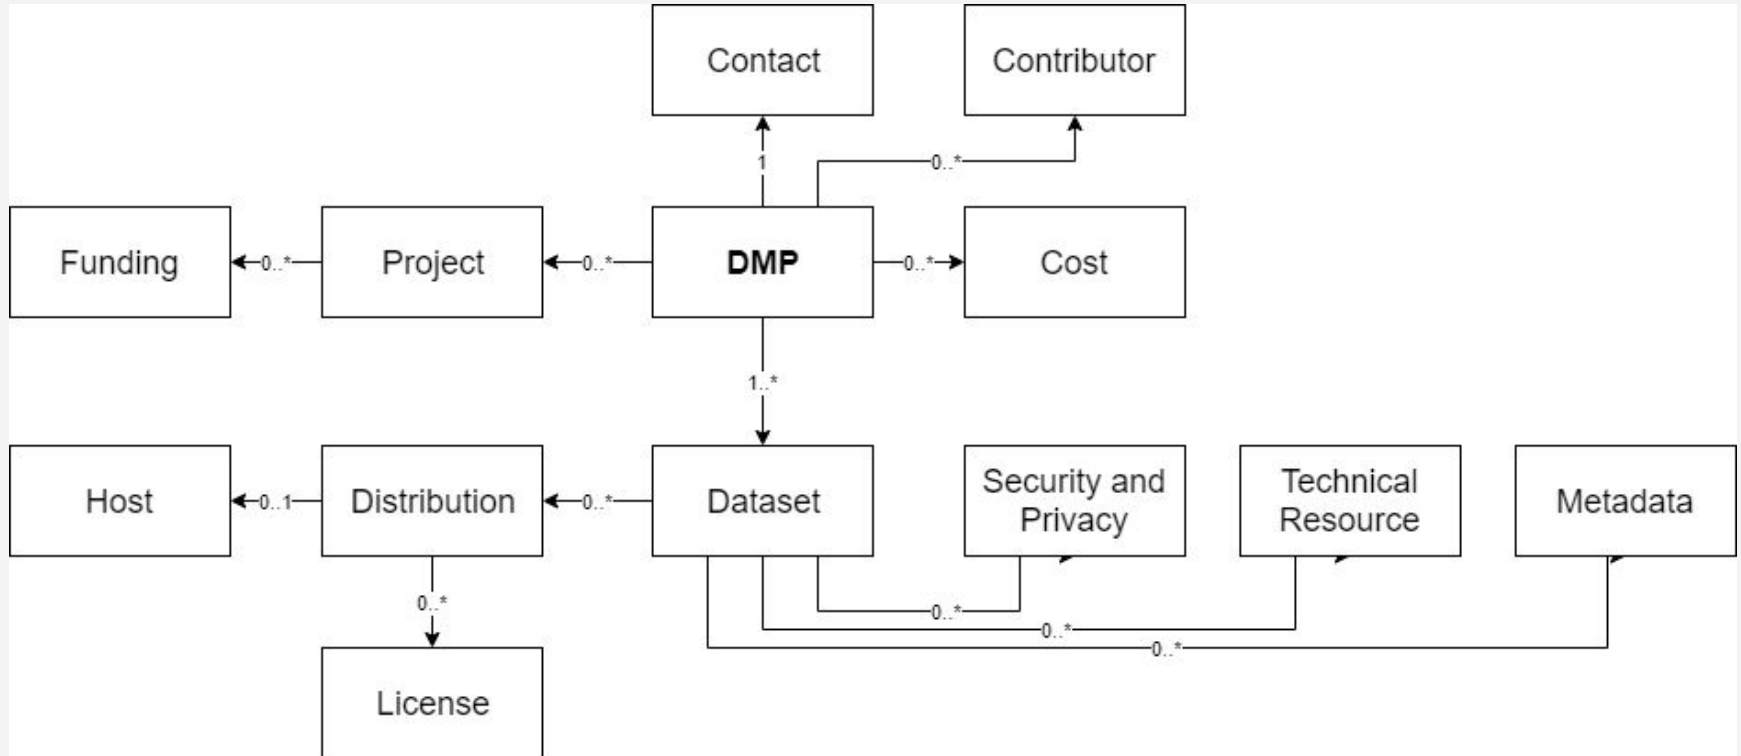 Contact
Contributor
1
0..*
Funding
0..*
Project
0..*
DMP
0..*
Cost
1..*
Host
0..1
Distribution
0..*
Dataset
Security and
Privacy
Technical
Resource
Metadata
0..*
0..*
0..*
0..*
License